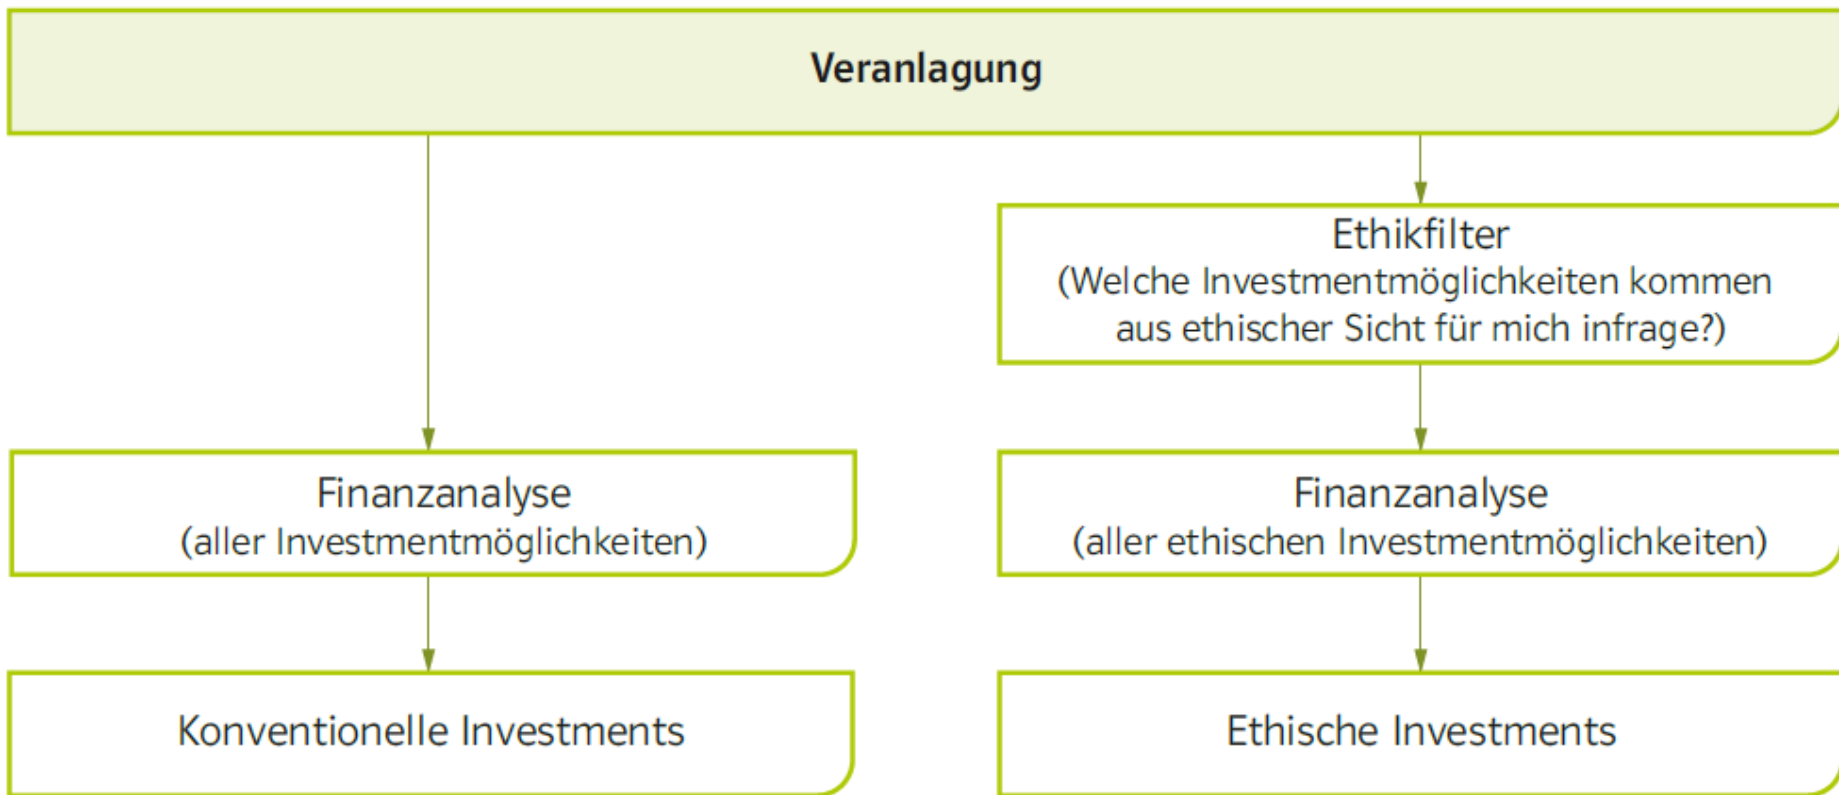 Veranlagung
Ethikfilter
(Welche Investmentmöglichkeiten kommen
aus ethischer Sicht für mich infrage?)
Finanzanalyse
(aller Investmentmöglichkeiten)
Finanzanalyse
(aller ethischen Investmentmöglichkeiten)
Konventionelle Investments
Ethische Investments